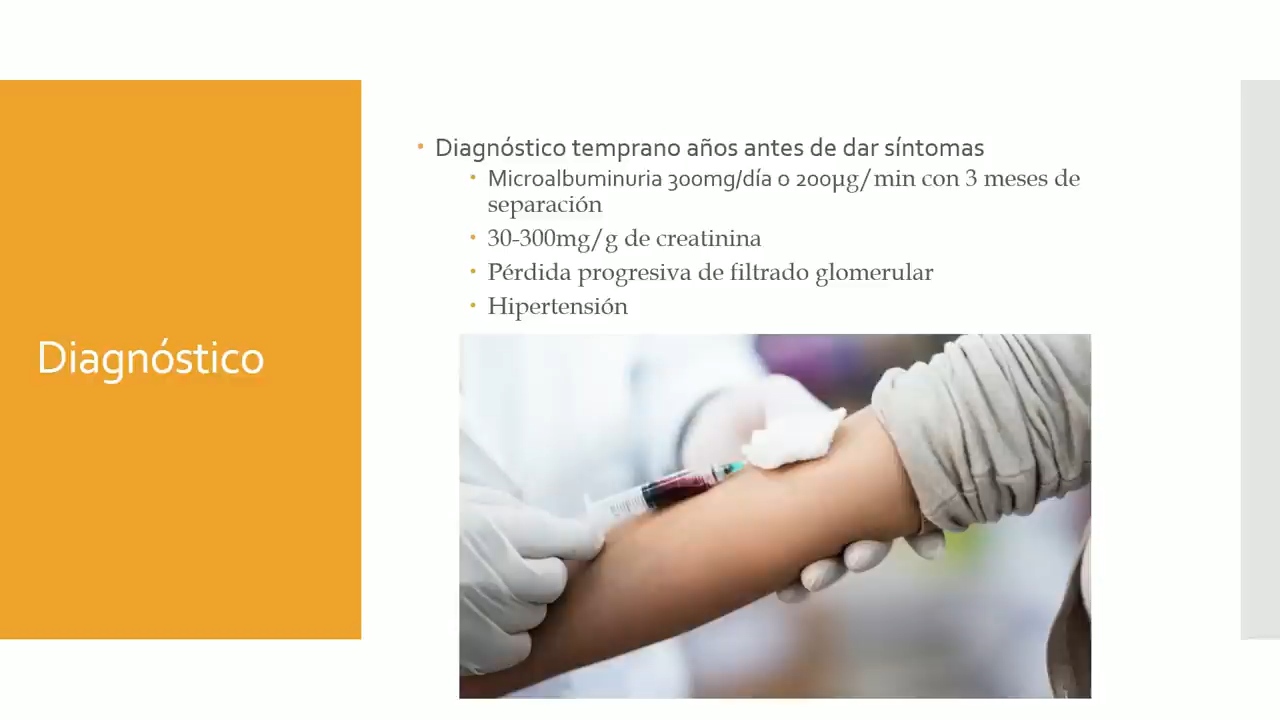 Diagnóstico
• Diagnóstico temprano años antes de dar síntomas
• Microalbuminuria 300mg/día o 200µg/min con 3 meses de
separación
• 30-300mg/g de creatinina
• Pérdida progresiva de filtrado glomerular
• Hipertensión